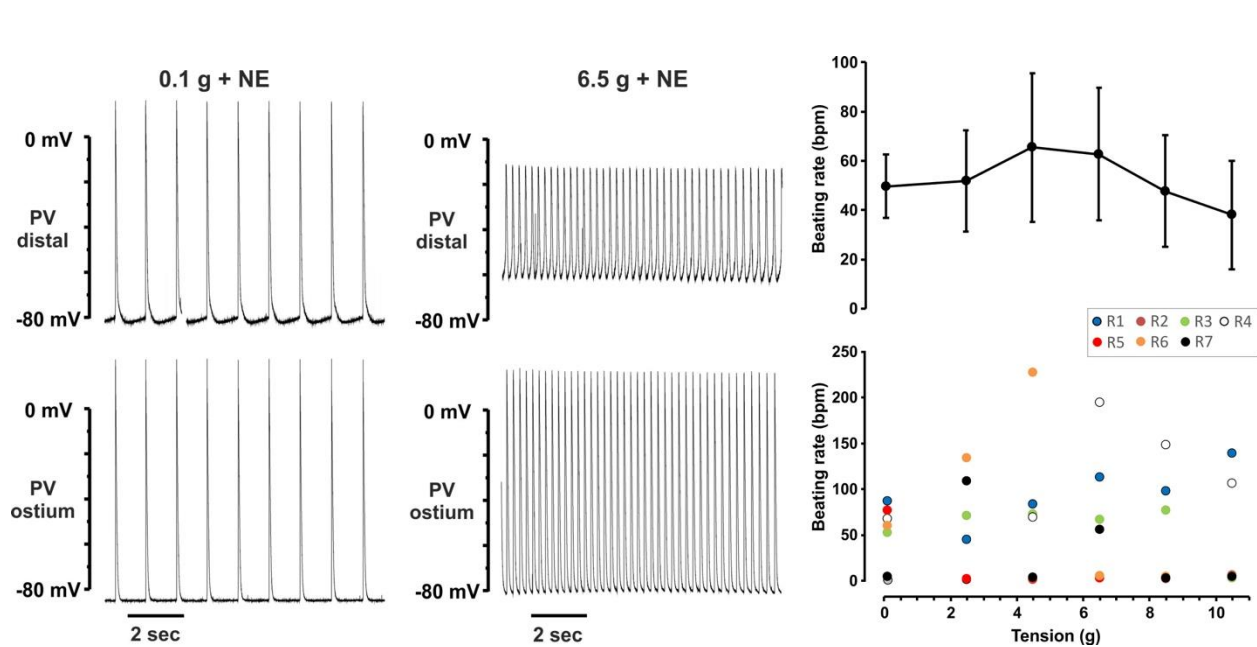 0.1 g + NE
0 mV
PV
distal
-80 mV
0 mV
PV
ostium
-80 mV
2 sec
6.5 g + NE
0 mV
PV
distal
-80 mV
0 mV
PV
ostium
-80 mV
2 sec
Beating rate (bpm)
100
80
60
40
20
0
R1 R2 R3 R4
R5 R6 R7
Beating rate (bpm)
250
200
150
100
50
0
0 2 4 6 8 10
Tension (g)